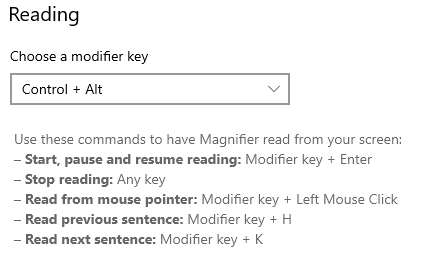 Reading
Choose a modifier key
Control + Alt
Use these commands to have Magnifier read from your screen:
– Start, pause and resume reading: Modifier key + Enter
– Stop reading: Any key
– Read from mouse pointer: Modifier key + Left Mouse Click
– Read previous sentence: Modifier key + H
– Read next sentence: Modifier key + K